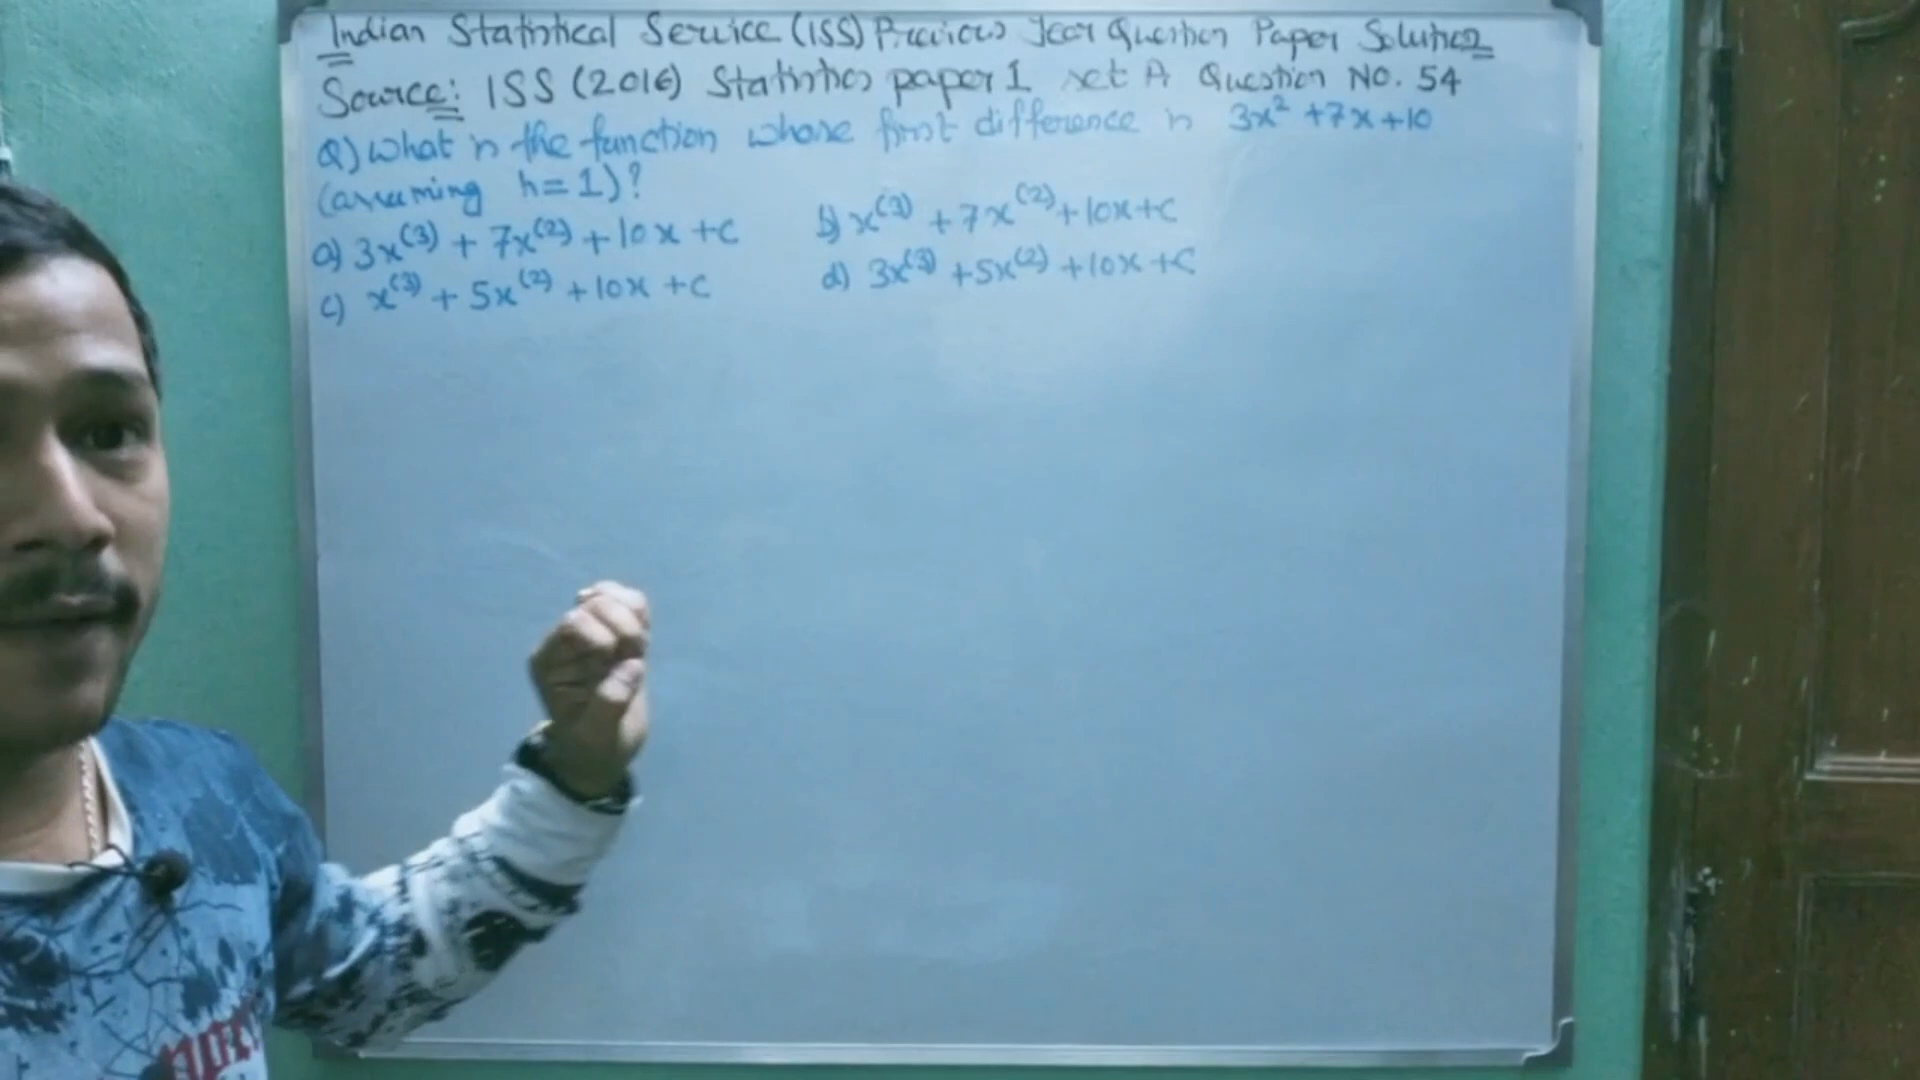 Indian Statistical Service (ISS) Previous Year Question Paper Solution
Source: ISS (2016) Statistics paper 1 set A Question No. 54
Q) What is the function whose first difference is 3x² + 7x + 10
(assuming h = 1)?
a) 3x⁽³⁾ + 7x⁽²⁾ + 10x + C
b) x⁽³⁾ + 7x⁽²⁾ + 10x + C
c) x⁽³⁾ + 5x⁽²⁾ + 10x + C
d) 3x⁽³⁾ + 5x⁽²⁾ + 10x + C